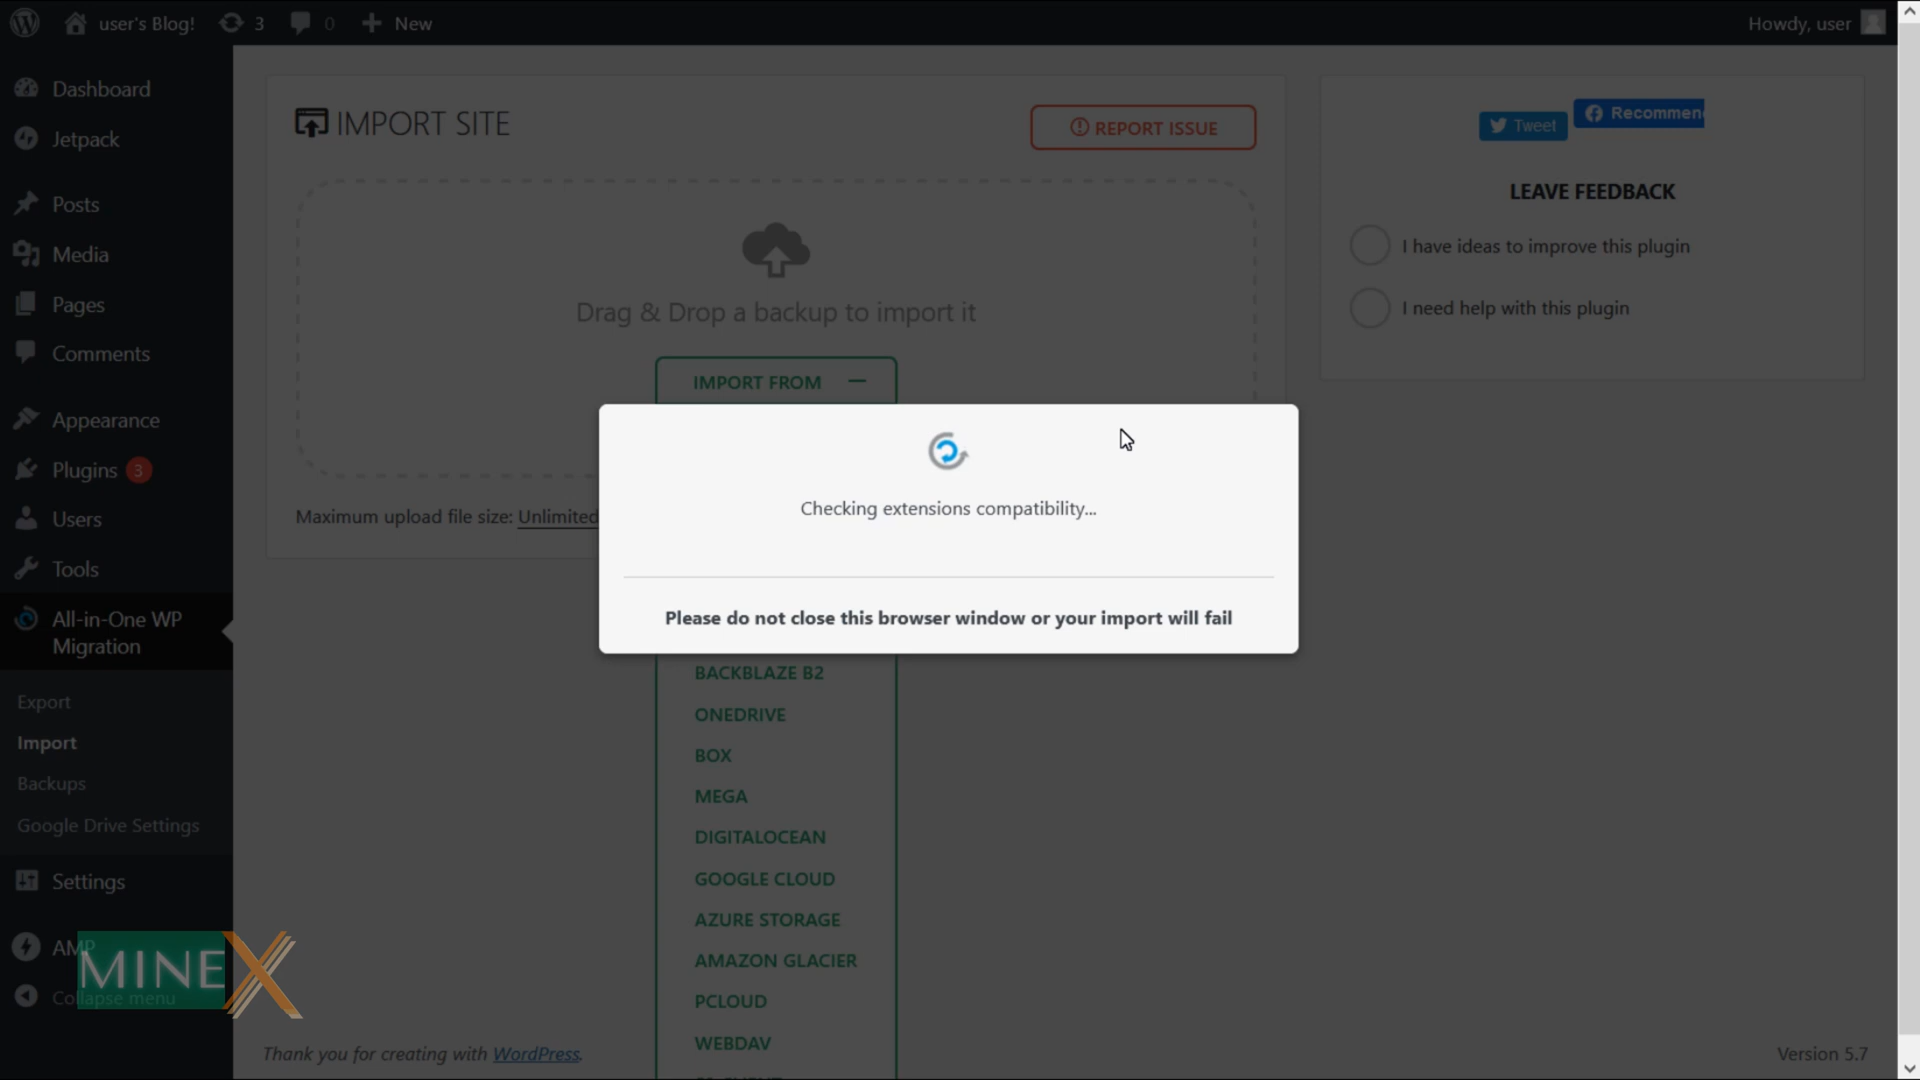 user's Blog!
3
0
New
Howdy, user
Dashboard
Jetpack
Posts
Media
Pages
Comments
Appearance
Plugins 3
Users
Tools
All-in-One WP
Migration
Export
Import
Backups
Google Drive Settings
Settings
AMP
Collapse menu
MINEX
IMPORT SITE
REPORT ISSUE
Drag & Drop a backup to import it
IMPORT FROM
Maximum upload file size: Unlimited
Checking extensions compatibility...
Please do not close this browser window or your import will fail
BACKBLAZE B2
ONEDRIVE
BOX
MEGA
DIGITALOCEAN
GOOGLE CLOUD
AZURE STORAGE
AMAZON GLACIER
PCLOUD
WEBDAV
Tweet
Recommen
LEAVE FEEDBACK
I have ideas to improve this plugin
I need help with this plugin
Thank you for creating with WordPress.
Version 5.7